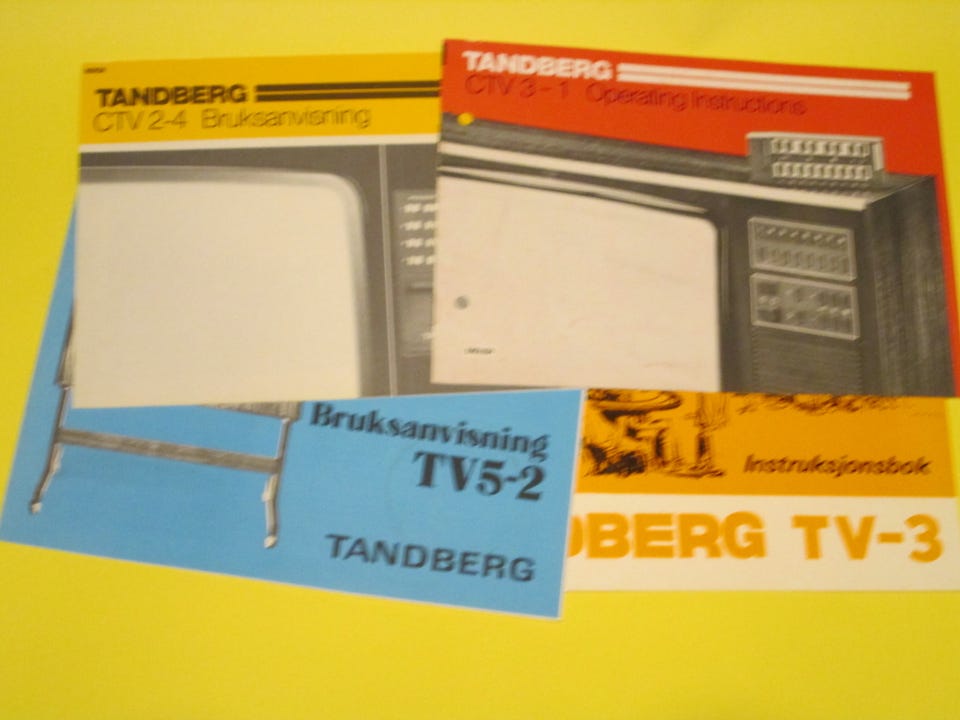 TANDBERG
CTV 2-4 Bruksanvisning
TANDBERG
CTV 3-1 Operating Instructions
Bruksanvisning
TV5-2
TANDBERG
Instruksjonsbok
DBERG TV-3